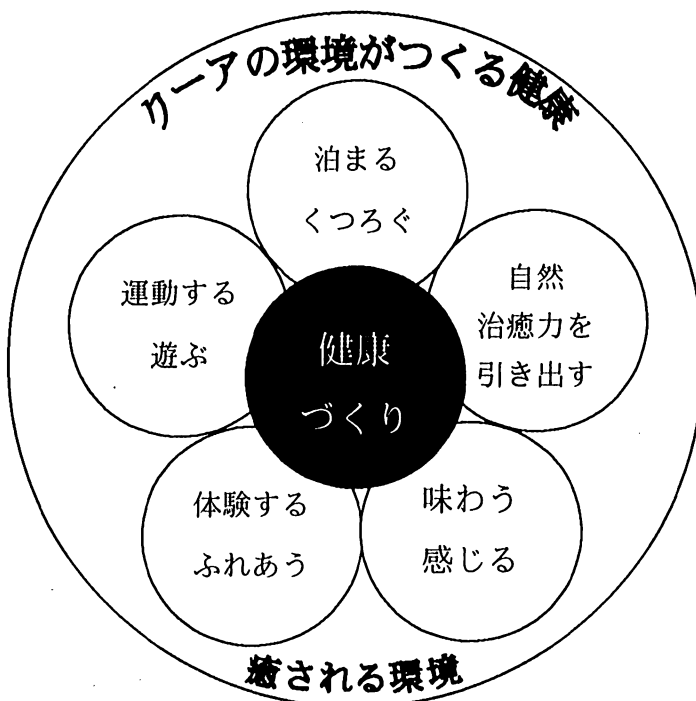 クーアの環境がつくる健康
泊まる
くつろぐ
自然
治癒力を
引き出す
味わう
感じる
体験する
ふれあう
運動する
遊ぶ
健康
づくり
癒される環境